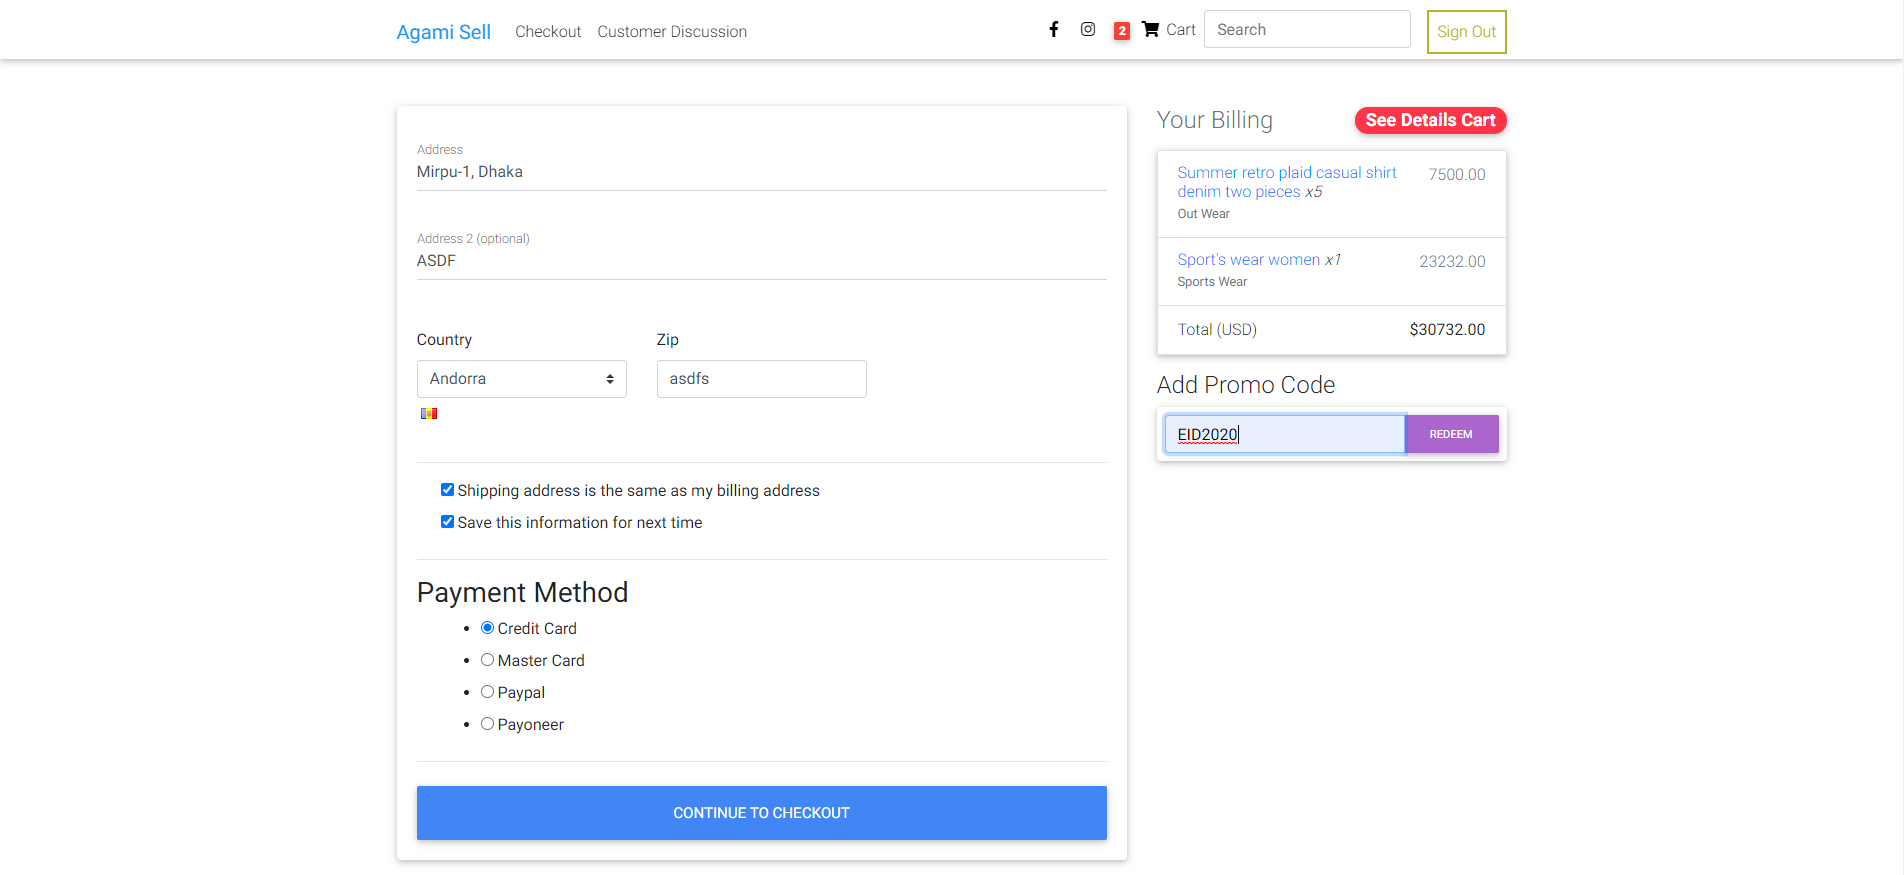 Agami Sell Checkout Customer Discussion 2 Cart Search Sign Out
Address
Mirpu-1, Dhaka
Address 2 (optional)
ASDF
Country Zip
Andorra asdfs
Shipping address is the same as my billing address
Save this information for next time
Payment Method
Credit Card
Master Card
Paypal
Payoneer
CONTINUE TO CHECKOUT
Your Billing See Details Cart
Summer retro plaid casual shirt 7500.00
denim two pieces x5
Out Wear
Sport's wear women x1 23232.00
Sports Wear
Total (USD) $30732.00
Add Promo Code
EID2020 REDEEM